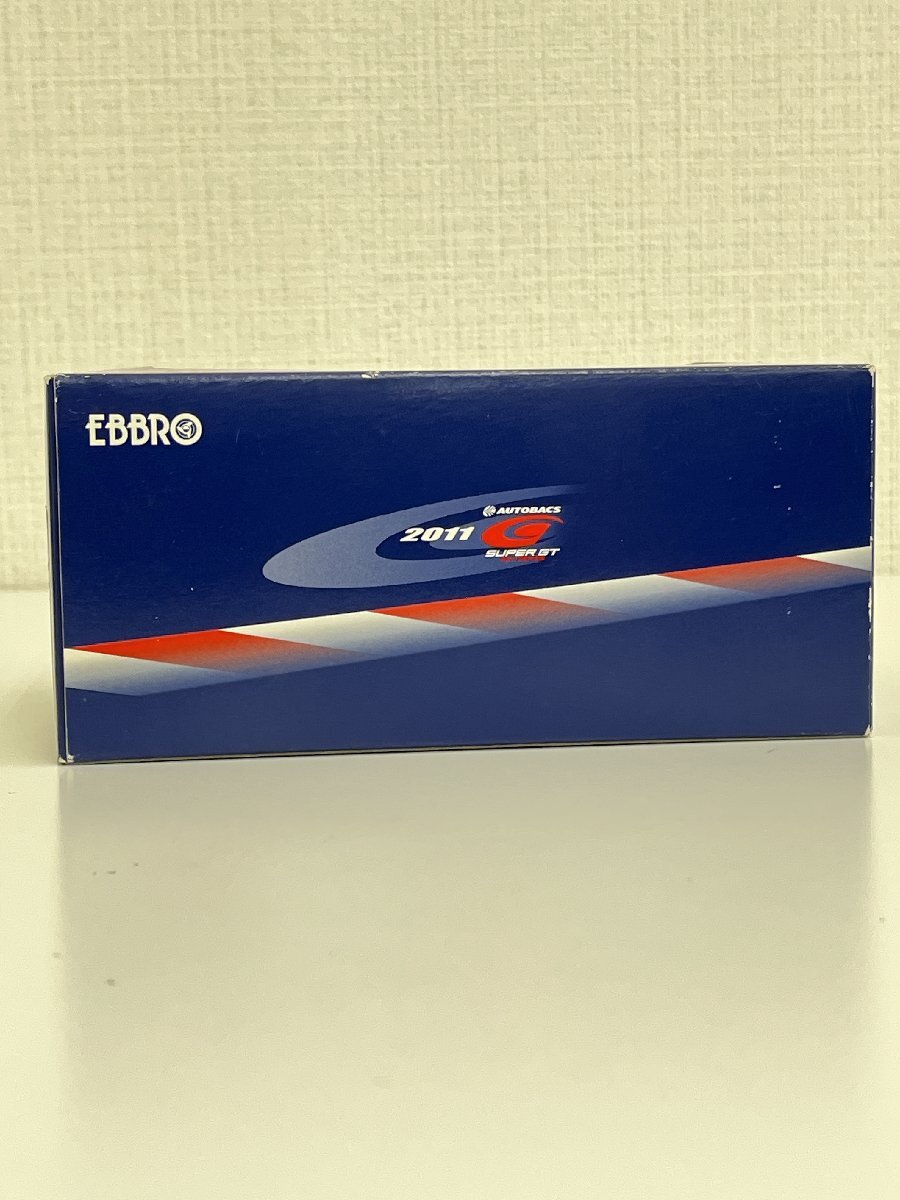 EBBRO
AUTOBACS
2011
SUPER GT